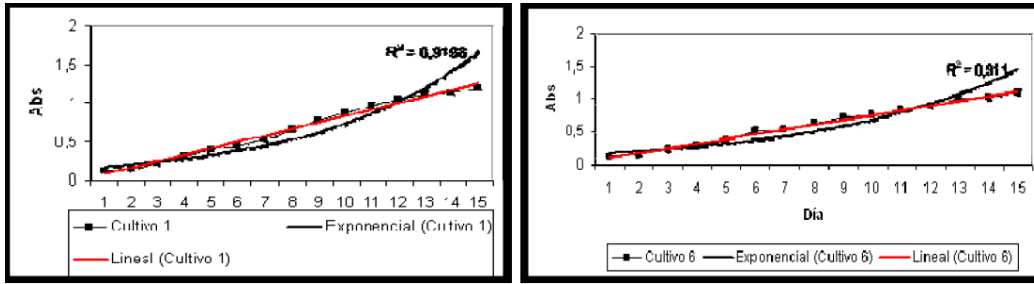 2
1,5
1
0,5
0
Abs
R² = 0,9198
1 2 3 4 5 6 7 8 9 10 11 12 13 14 15
Cultivo 1 Exponencial (Cultivo 1)
Lineal (Cultivo 1)
2
1,5
1
0,5
0
Abs
R² = 0,911
1 2 3 4 5 6 7 8 9 10 11 12 13 14 15
Día
Cultivo 6 Exponencial (Cultivo 6) Lineal (Cultivo 6)